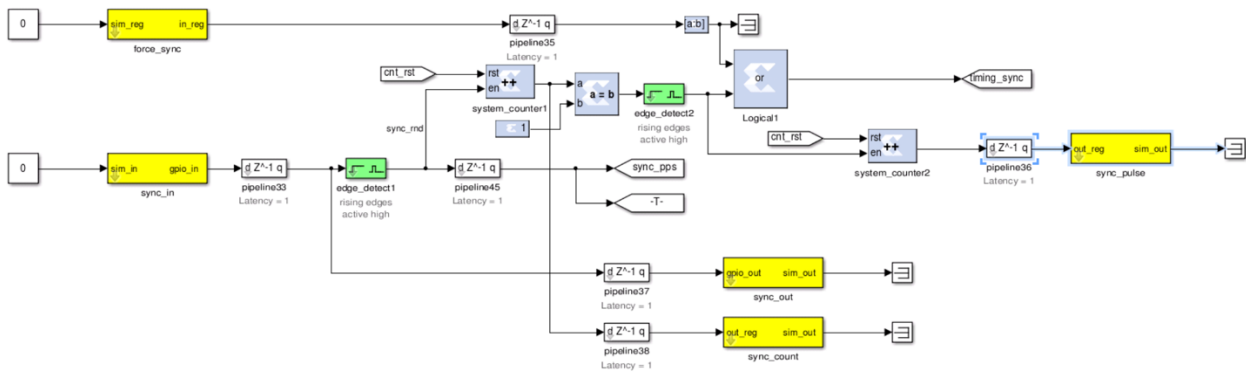 0
sim_reg in_reg
force_sync
d Z^-1 q
pipeline35
Latency = 1
[a:b]
cnt_rst
rst
en
++
system_counter1
a
b
a = b
1
edge_detect2
rising edges
active high
or
Logical1
timing_sync
sync_rnd
cnt_rst
rst
en
++
system_counter2
d Z^-1 q
pipeline36
Latency = 1
out_reg sim_out
sync_pulse
0
sim_in gpio_in
sync_in
d Z^-1 q
pipeline33
Latency = 1
edge_detect1
rising edges
active high
d Z^-1 q
pipeline45
Latency = 1
sync_pps
-T-
d Z^-1 q
pipeline37
Latency = 1
gpio_out sim_out
sync_out
d Z^-1 q
pipeline38
Latency = 1
out_reg sim_out
sync_count